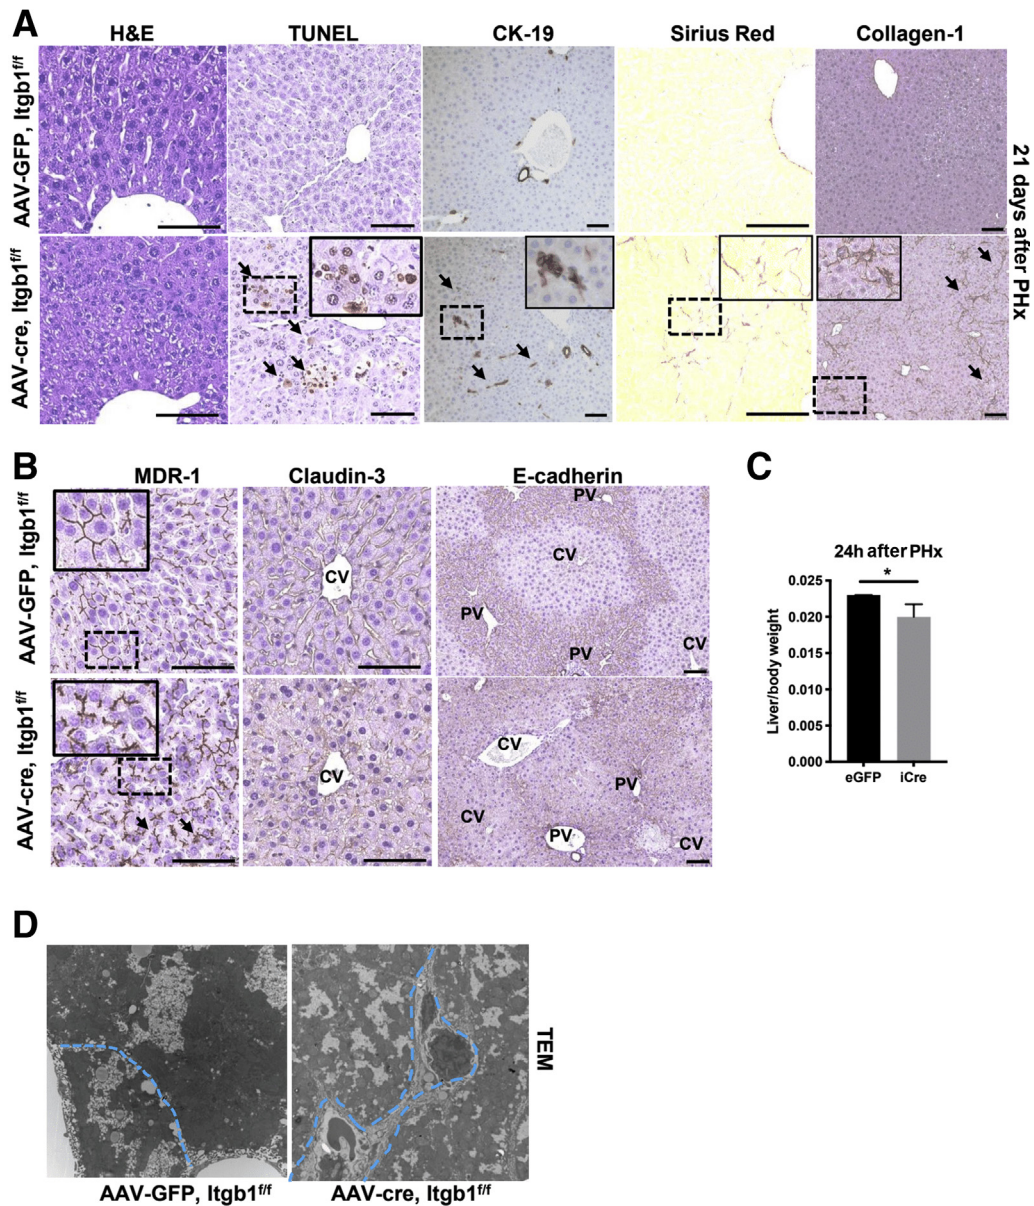 A
H&E
TUNEL
CK-19
Sirius Red
Collagen-1
AAV-GFP, Itgb1f/f
AAV-cre, Itgb1f/f
21 days after PHx
B
MDR-1
Claudin-3
E-cadherin
AAV-GFP, Itgb1f/f
CV
PV
CV
PV
PV
CV
AAV-cre, Itgb1f/f
CV
CV
PV
CV
PV
CV
C
24h after PHx
*
Liver/body weight
0.025
0.020
0.015
0.010
0.005
0.000
eGFP
iCre
D
TEM
AAV-GFP, Itgb1f/f
AAV-cre, Itgb1f/f